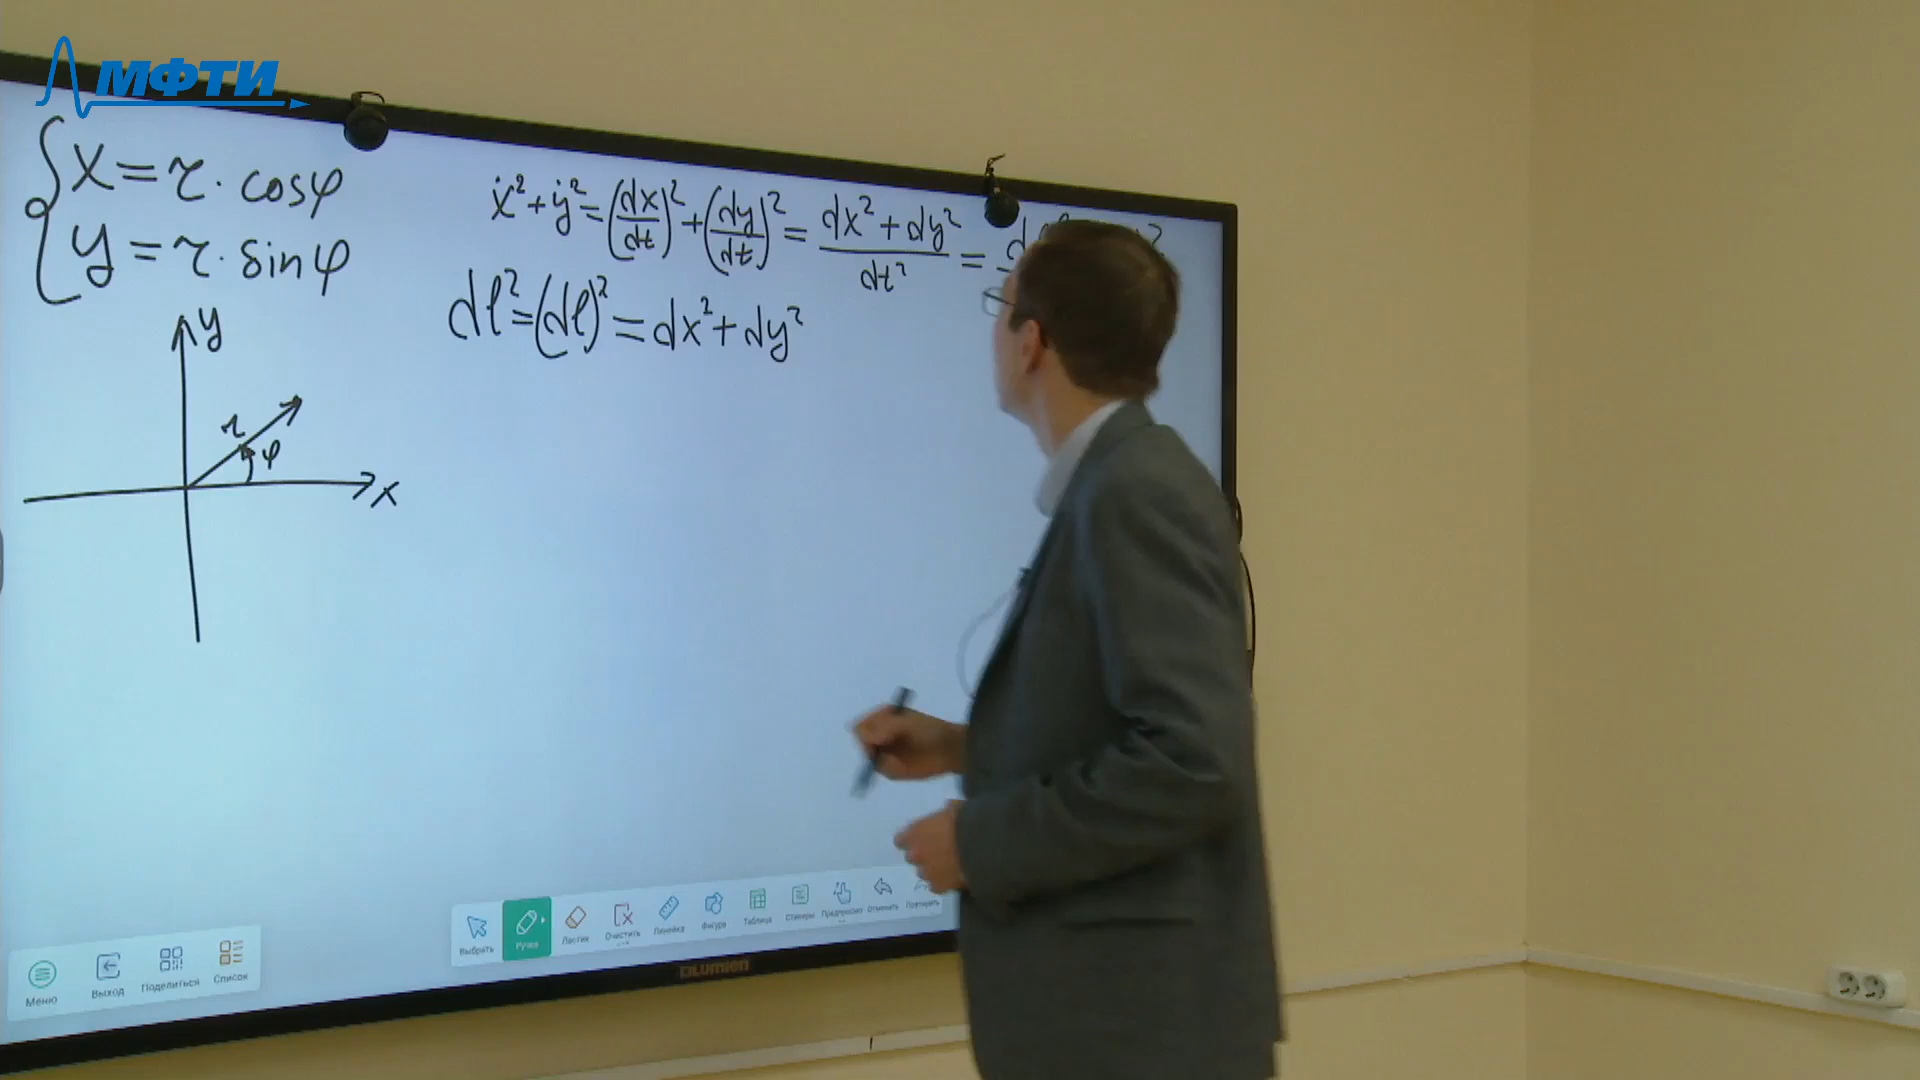 МФТИ
x = r · cosφ
y = r · sinφ
ẋ² + ẏ² = (dx/dt)² + (dy/dt)² = (dx² + dy²)/dt² =
dl² = (dl)² = dx² + dy²
y
r
φ
x
Выбрать Ручка Ластик Очистить Линейка Фигура Таблица Стикеры Отменить Повторить
Меню Выход Поделиться Список
Lumien